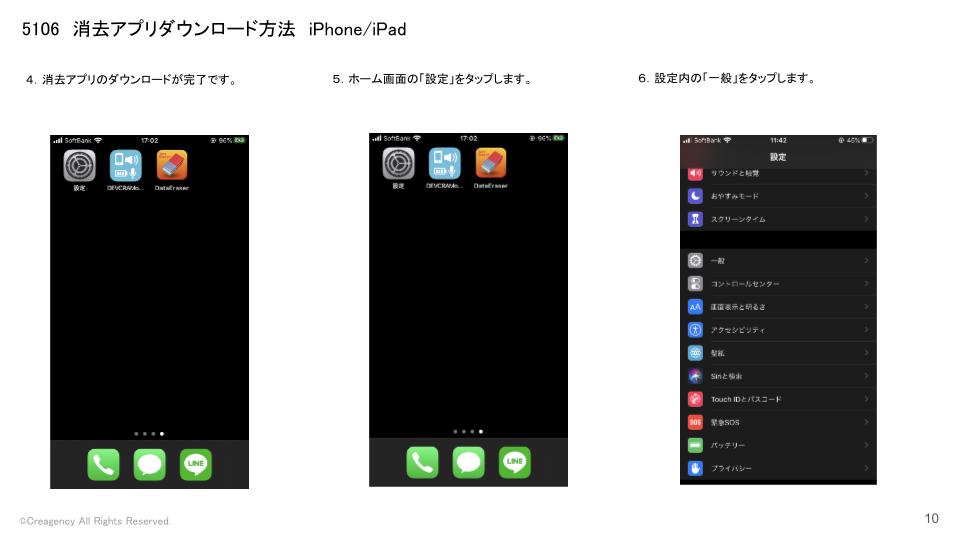 5106　消去アプリダウンロード方法　iPhone/iPad
４．消去アプリのダウンロードが完了です。
５．ホーム画面の「設定」をタップします。
６．設定内の「一般」をタップします。
SoftBank 17:02 96%
設定 DEVCRAMo... DataEraser
LINE
SoftBank 17:02 96%
設定 DEVCRAMo... DataEraser
LINE
SoftBank 11:42 46%
設定
サウンドと触覚
おやすみモード
スクリーンタイム
一般
コントロールセンター
AA 画面表示と明るさ
アクセシビリティ
壁紙
Siriと検索
Touch IDとパスコード
SOS 緊急SOS
バッテリー
プライバシー
©Creagency All Rights Reserved.
10